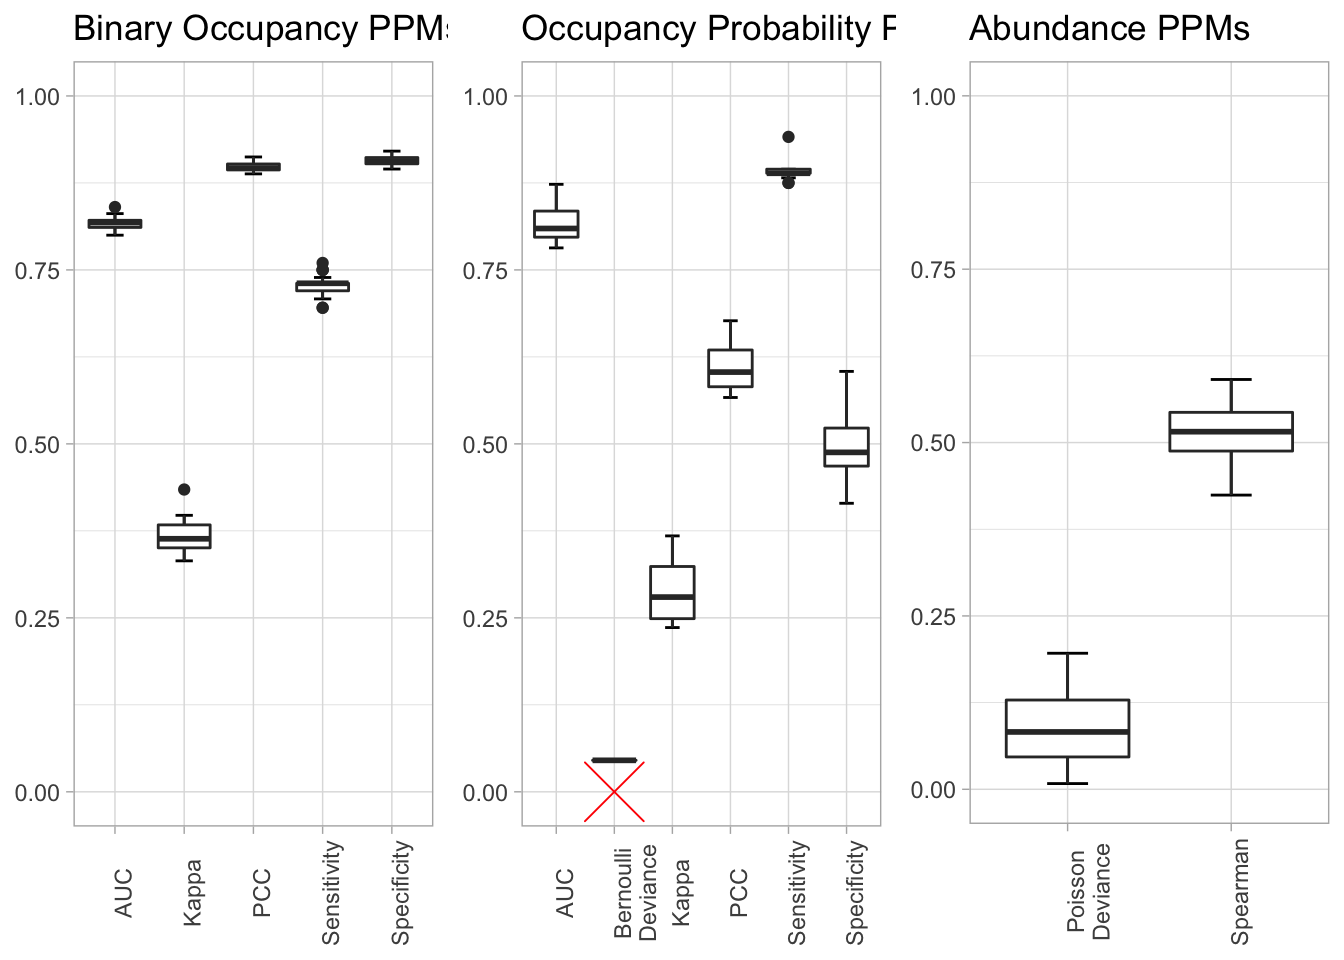 Binary Occupancy PPMs
Occupancy Probability P
Abundance PPMs
1.00
0.75
0.50
0.25
0.00
AUC
Kappa
PCC
Sensitivity
Specificity
1.00
0.75
0.50
0.25
0.00
AUC
Bernoulli
Deviance
Kappa
PCC
Sensitivity
Specificity
1.00
0.75
0.50
0.25
0.00
Poisson
Deviance
Spearman